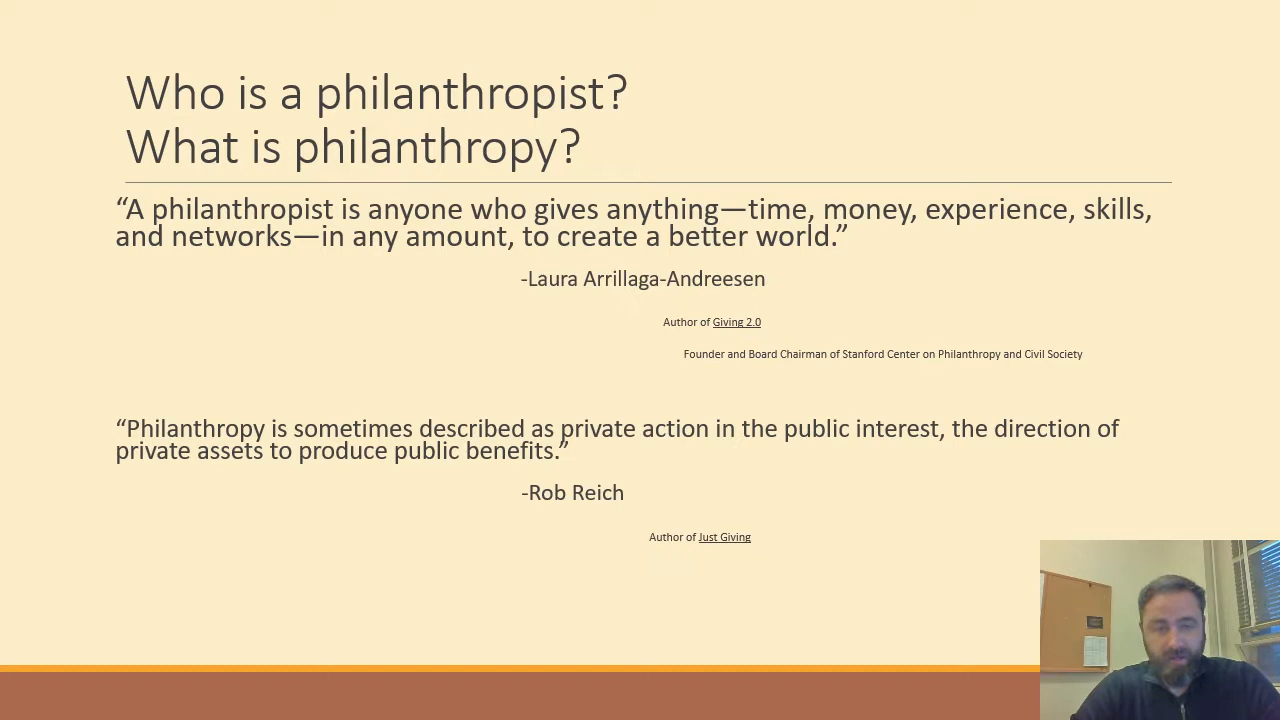 Who is a philanthropist?
What is philanthropy?
“A philanthropist is anyone who gives anything—time, money, experience, skills,
and networks—in any amount, to create a better world.”
-Laura Arrillaga-Andreesen
Author of Giving 2.0
Founder and Board Chairman of Stanford Center on Philanthropy and Civil Society
“Philanthropy is sometimes described as private action in the public interest, the direction of
private assets to produce public benefits.”
-Rob Reich
Author of Just Giving